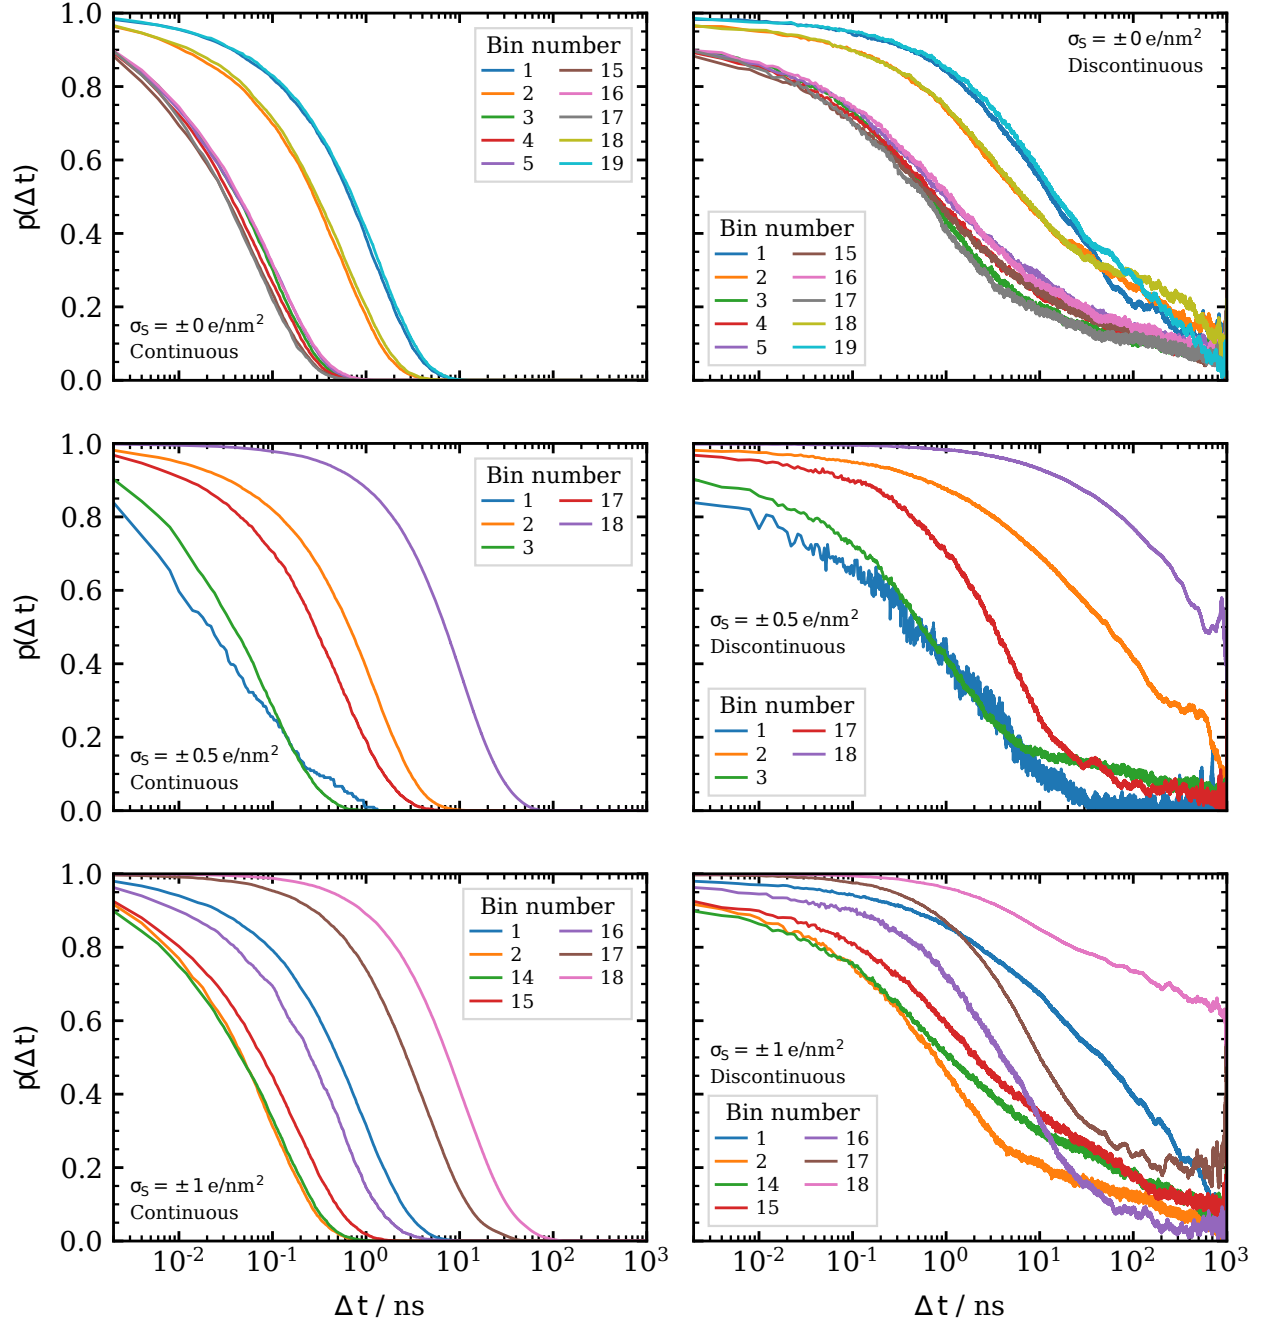 1.0
0.8
0.6
0.4
0.2
0.0
p(Δt)
Bin number
1 15
2 16
3 17
4 18
5 19
σS = ±0 e/nm²
Continuous
σS = ±0 e/nm²
Discontinuous
Bin number
1 15
2 16
3 17
4 18
5 19
1.0
0.8
0.6
0.4
0.2
0.0
p(Δt)
Bin number
1 17
2 18
3
σS = ±0.5 e/nm²
Continuous
σS = ±0.5 e/nm²
Discontinuous
Bin number
1 17
2 18
3
1.0
0.8
0.6
0.4
0.2
0.0
p(Δt)
Bin number
1 16
2 17
14 18
15
σS = ±1 e/nm²
Continuous
σS = ±1 e/nm²
Discontinuous
Bin number
1 16
2 17
14 18
15
10⁻² 10⁻¹ 10⁰ 10¹ 10² 10³
10⁻² 10⁻¹ 10⁰ 10¹ 10² 10³
Δt / ns
Δt / ns